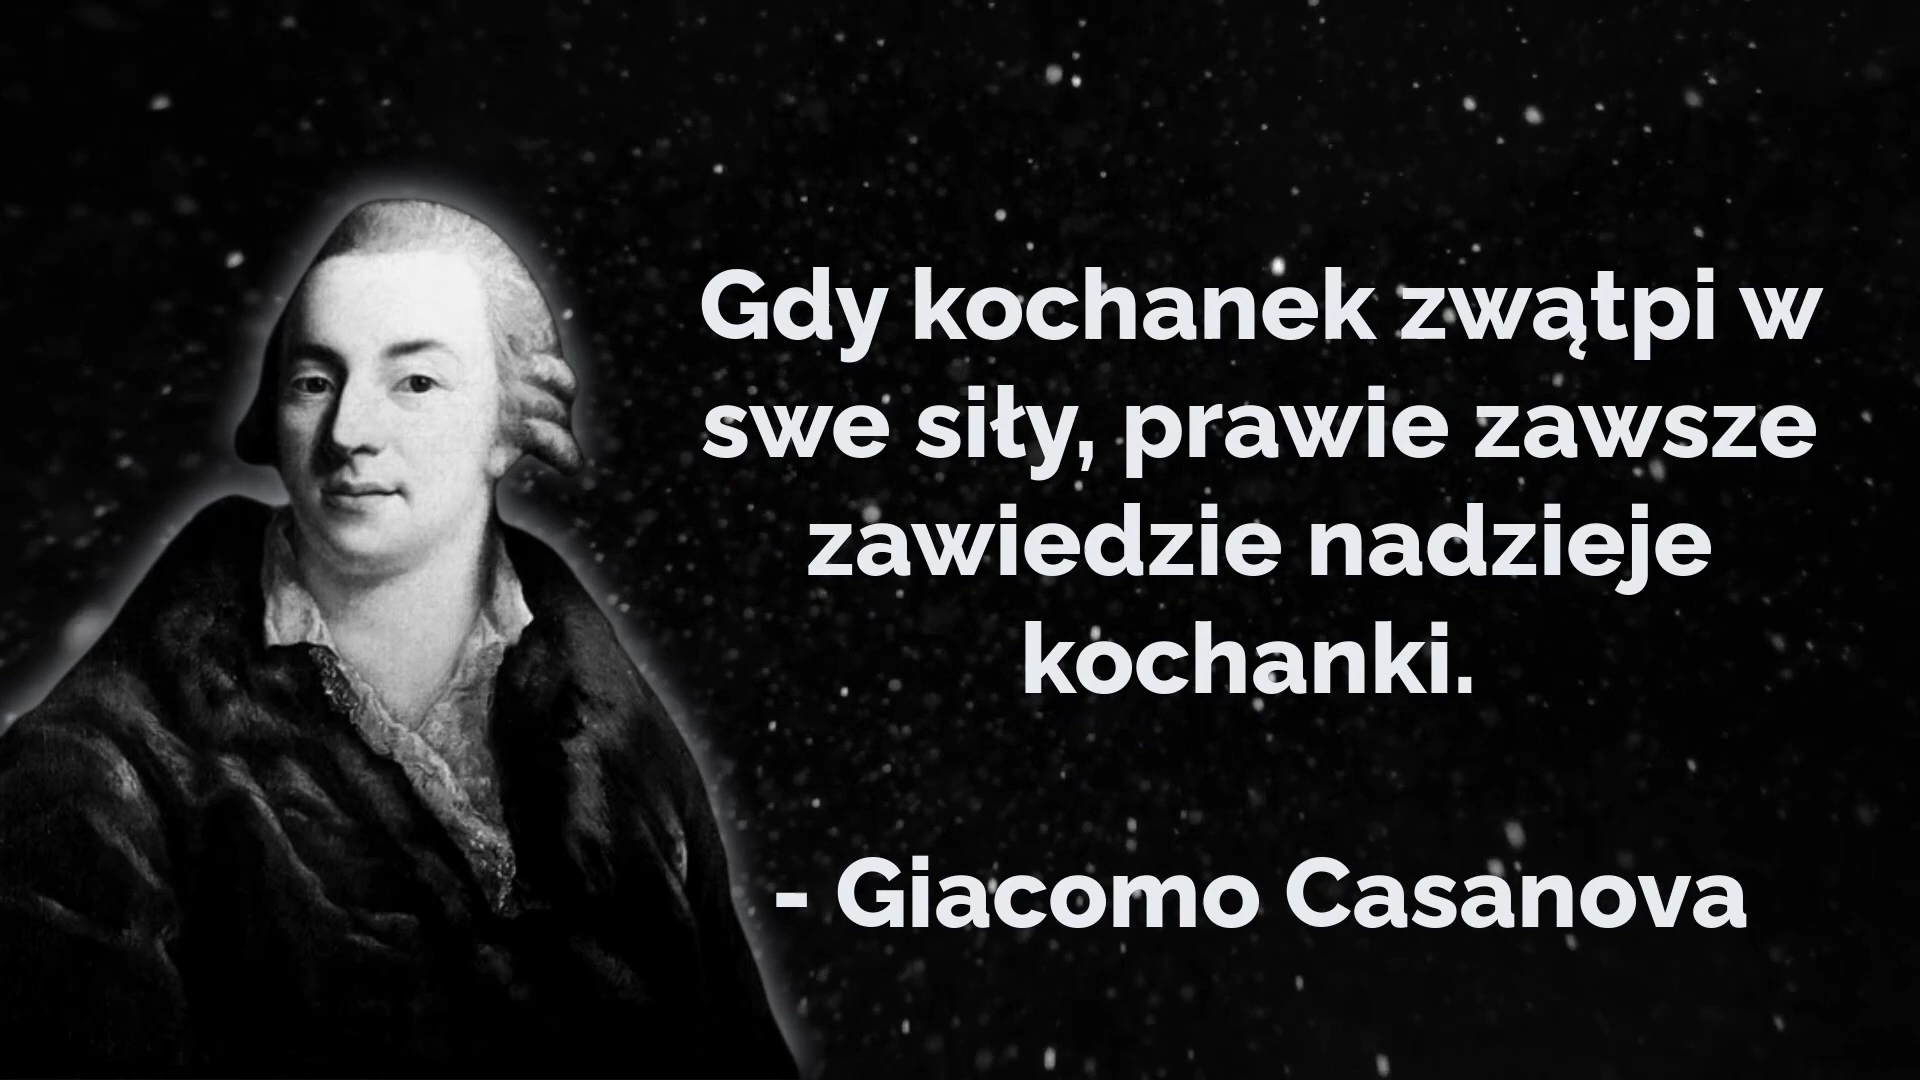 Gdy kochanek zwątpi w
swe siły, prawie zawsze
zawiedzie nadzieje
kochanki.
- Giacomo Casanova